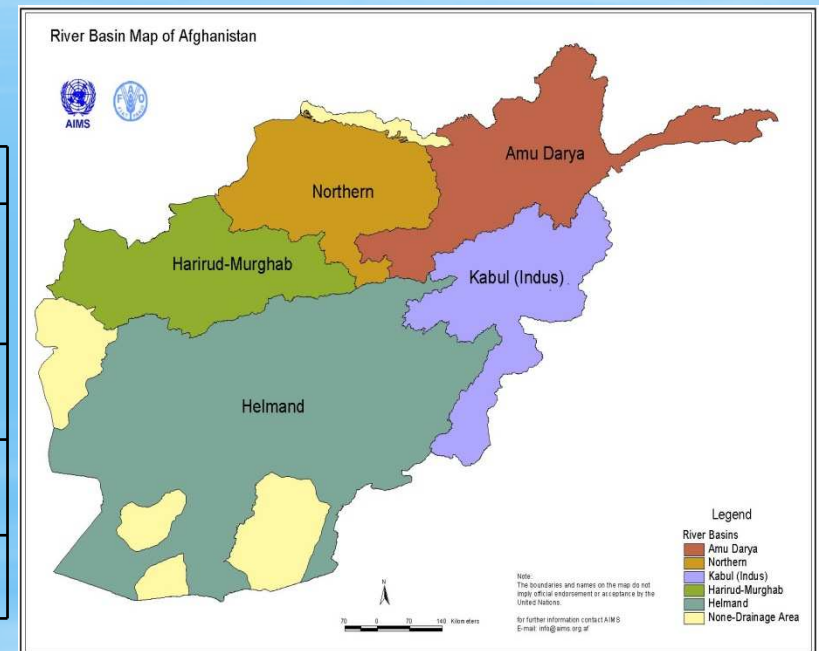 River Basin Map of Afghanistan
AIMS
F A O
FIAT PANIS
Amu Darya
Northern
Harirud-Murghab
Kabul (Indus)
Helmand
Legend
River Basins
Amu Darya
Northern
Kabul (Indus)
Harirud-Murghab
Helmand
None-Drainage Area
N
70 0 70 140 Kilometers
Note:
The boundaries and names on the map do not
imply official endorsement or acceptance by the
United Nations.
for further information contact AIMS
E-mail: info@aims.org.af